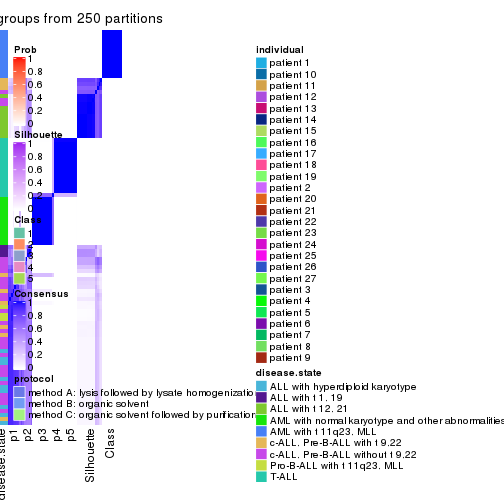 groups from 250 partitions
Prob
1
0.8
0.6
0.4
0.2
0
Silhouette
1
0.8
0.6
0.4
0.2
0
Class
1
2
3
4
5
Consensus
1
0.8
0.6
0.4
0.2
0
protocol
method A: lysis followed by lysate homogenizatio
method B: organic solvent
method C: organic solvent followed by purification
disease.state
p1
p2
p3
p4
p5
Silhouette
Class
individual
patient 1
patient 10
patient 11
patient 12
patient 13
patient 14
patient 15
patient 16
patient 17
patient 18
patient 19
patient 2
patient 20
patient 21
patient 22
patient 23
patient 24
patient 25
patient 26
patient 27
patient 3
patient 4
patient 5
patient 6
patient 7
patient 8
patient 9
disease.state
ALL with hyperdiploid karyotype
ALL with t 1. 19
ALL with t 12. 21
AML with normal karyotype and other abnormalities
AML with t 11q23. MLL
c-ALL. Pre-B-ALL with t 9.22
c-ALL. Pre-B-ALL without t 9.22
Pro-B-ALL with t 11q23. MLL
T-ALL